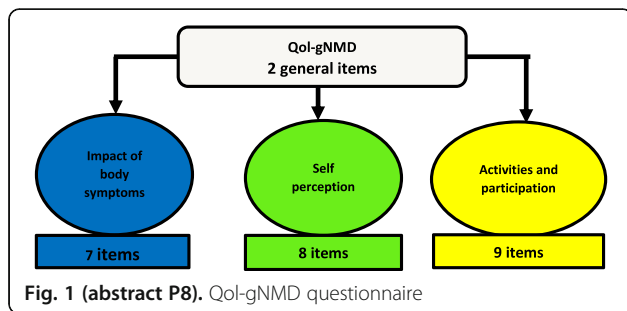 Qol-gNMD
2 general items
Impact of
body
symptoms
Self
perception
Activities and
participation
7 items
8 items
9 items
Fig. 1 (abstract P8). Qol-gNMD questionnaire